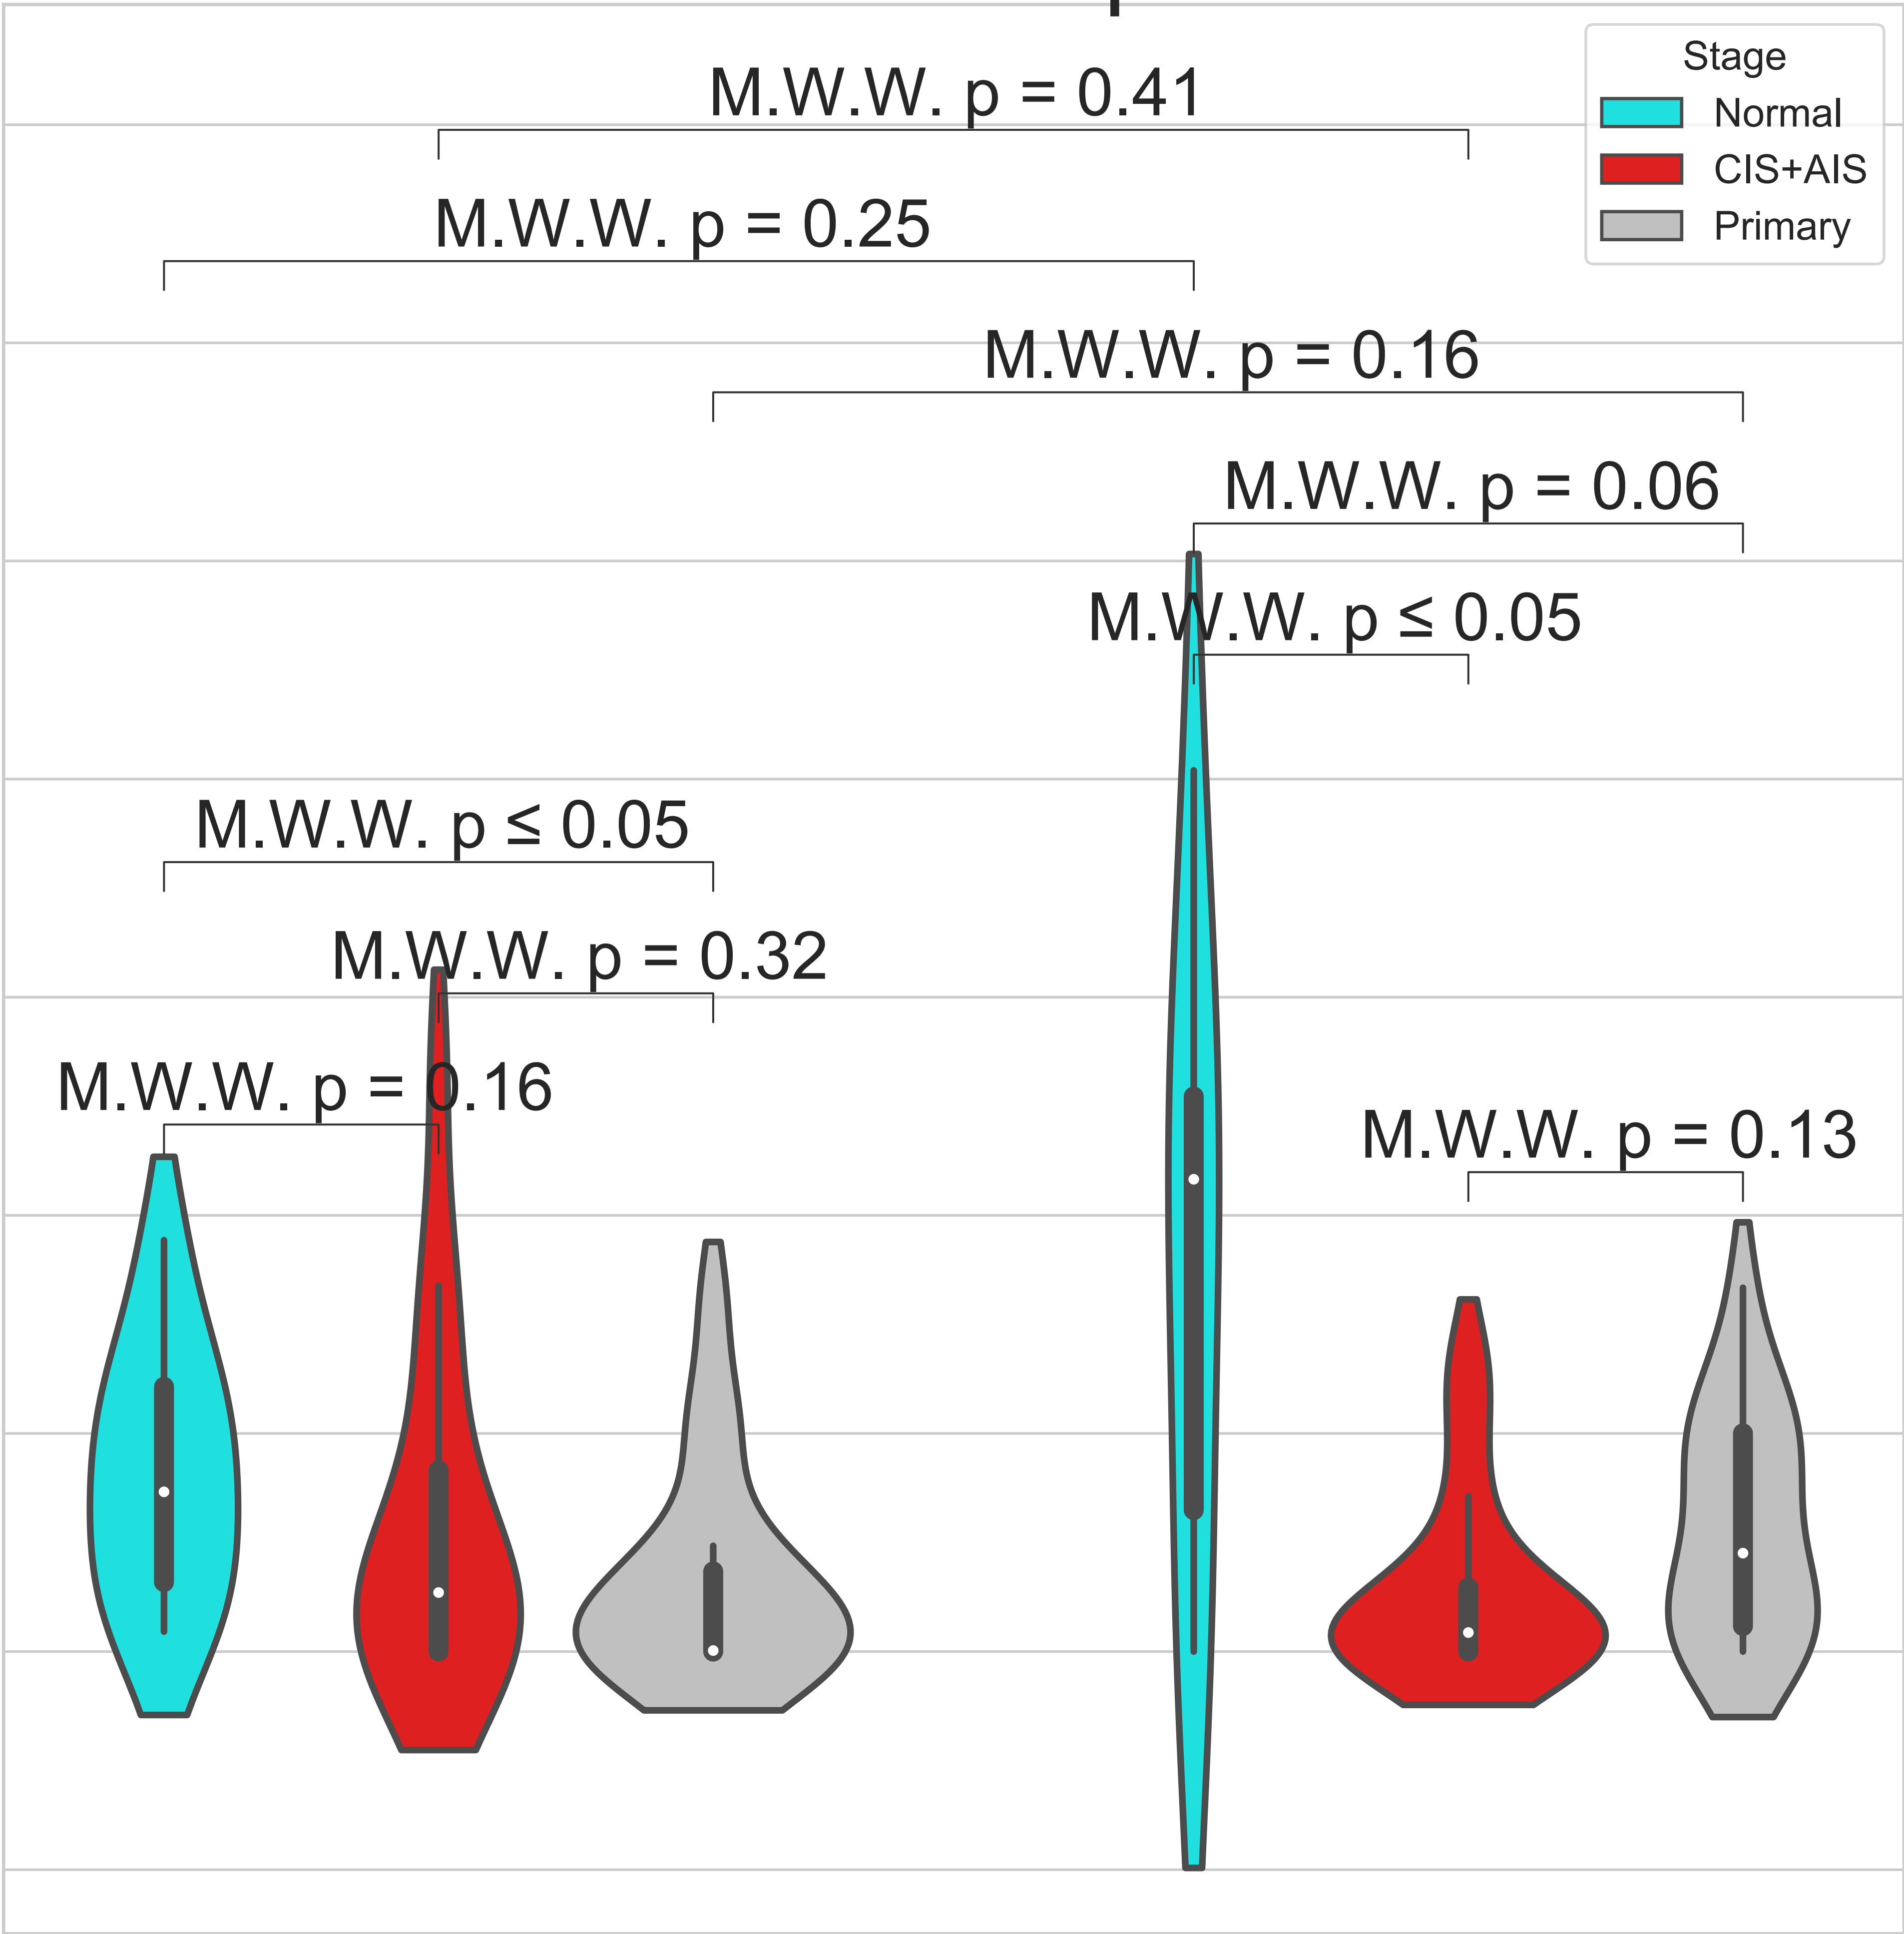 M.W.W. p = 0.41
Stage
Normal
CIS+AIS
Primary
M.W.W. p = 0.25
M.W.W. p = 0.16
M.W.W. p = 0.06
M.W.W. p ≤ 0.05
M.W.W. p ≤ 0.05
M.W.W. p = 0.32
M.W.W. p = 0.16
M.W.W. p = 0.13